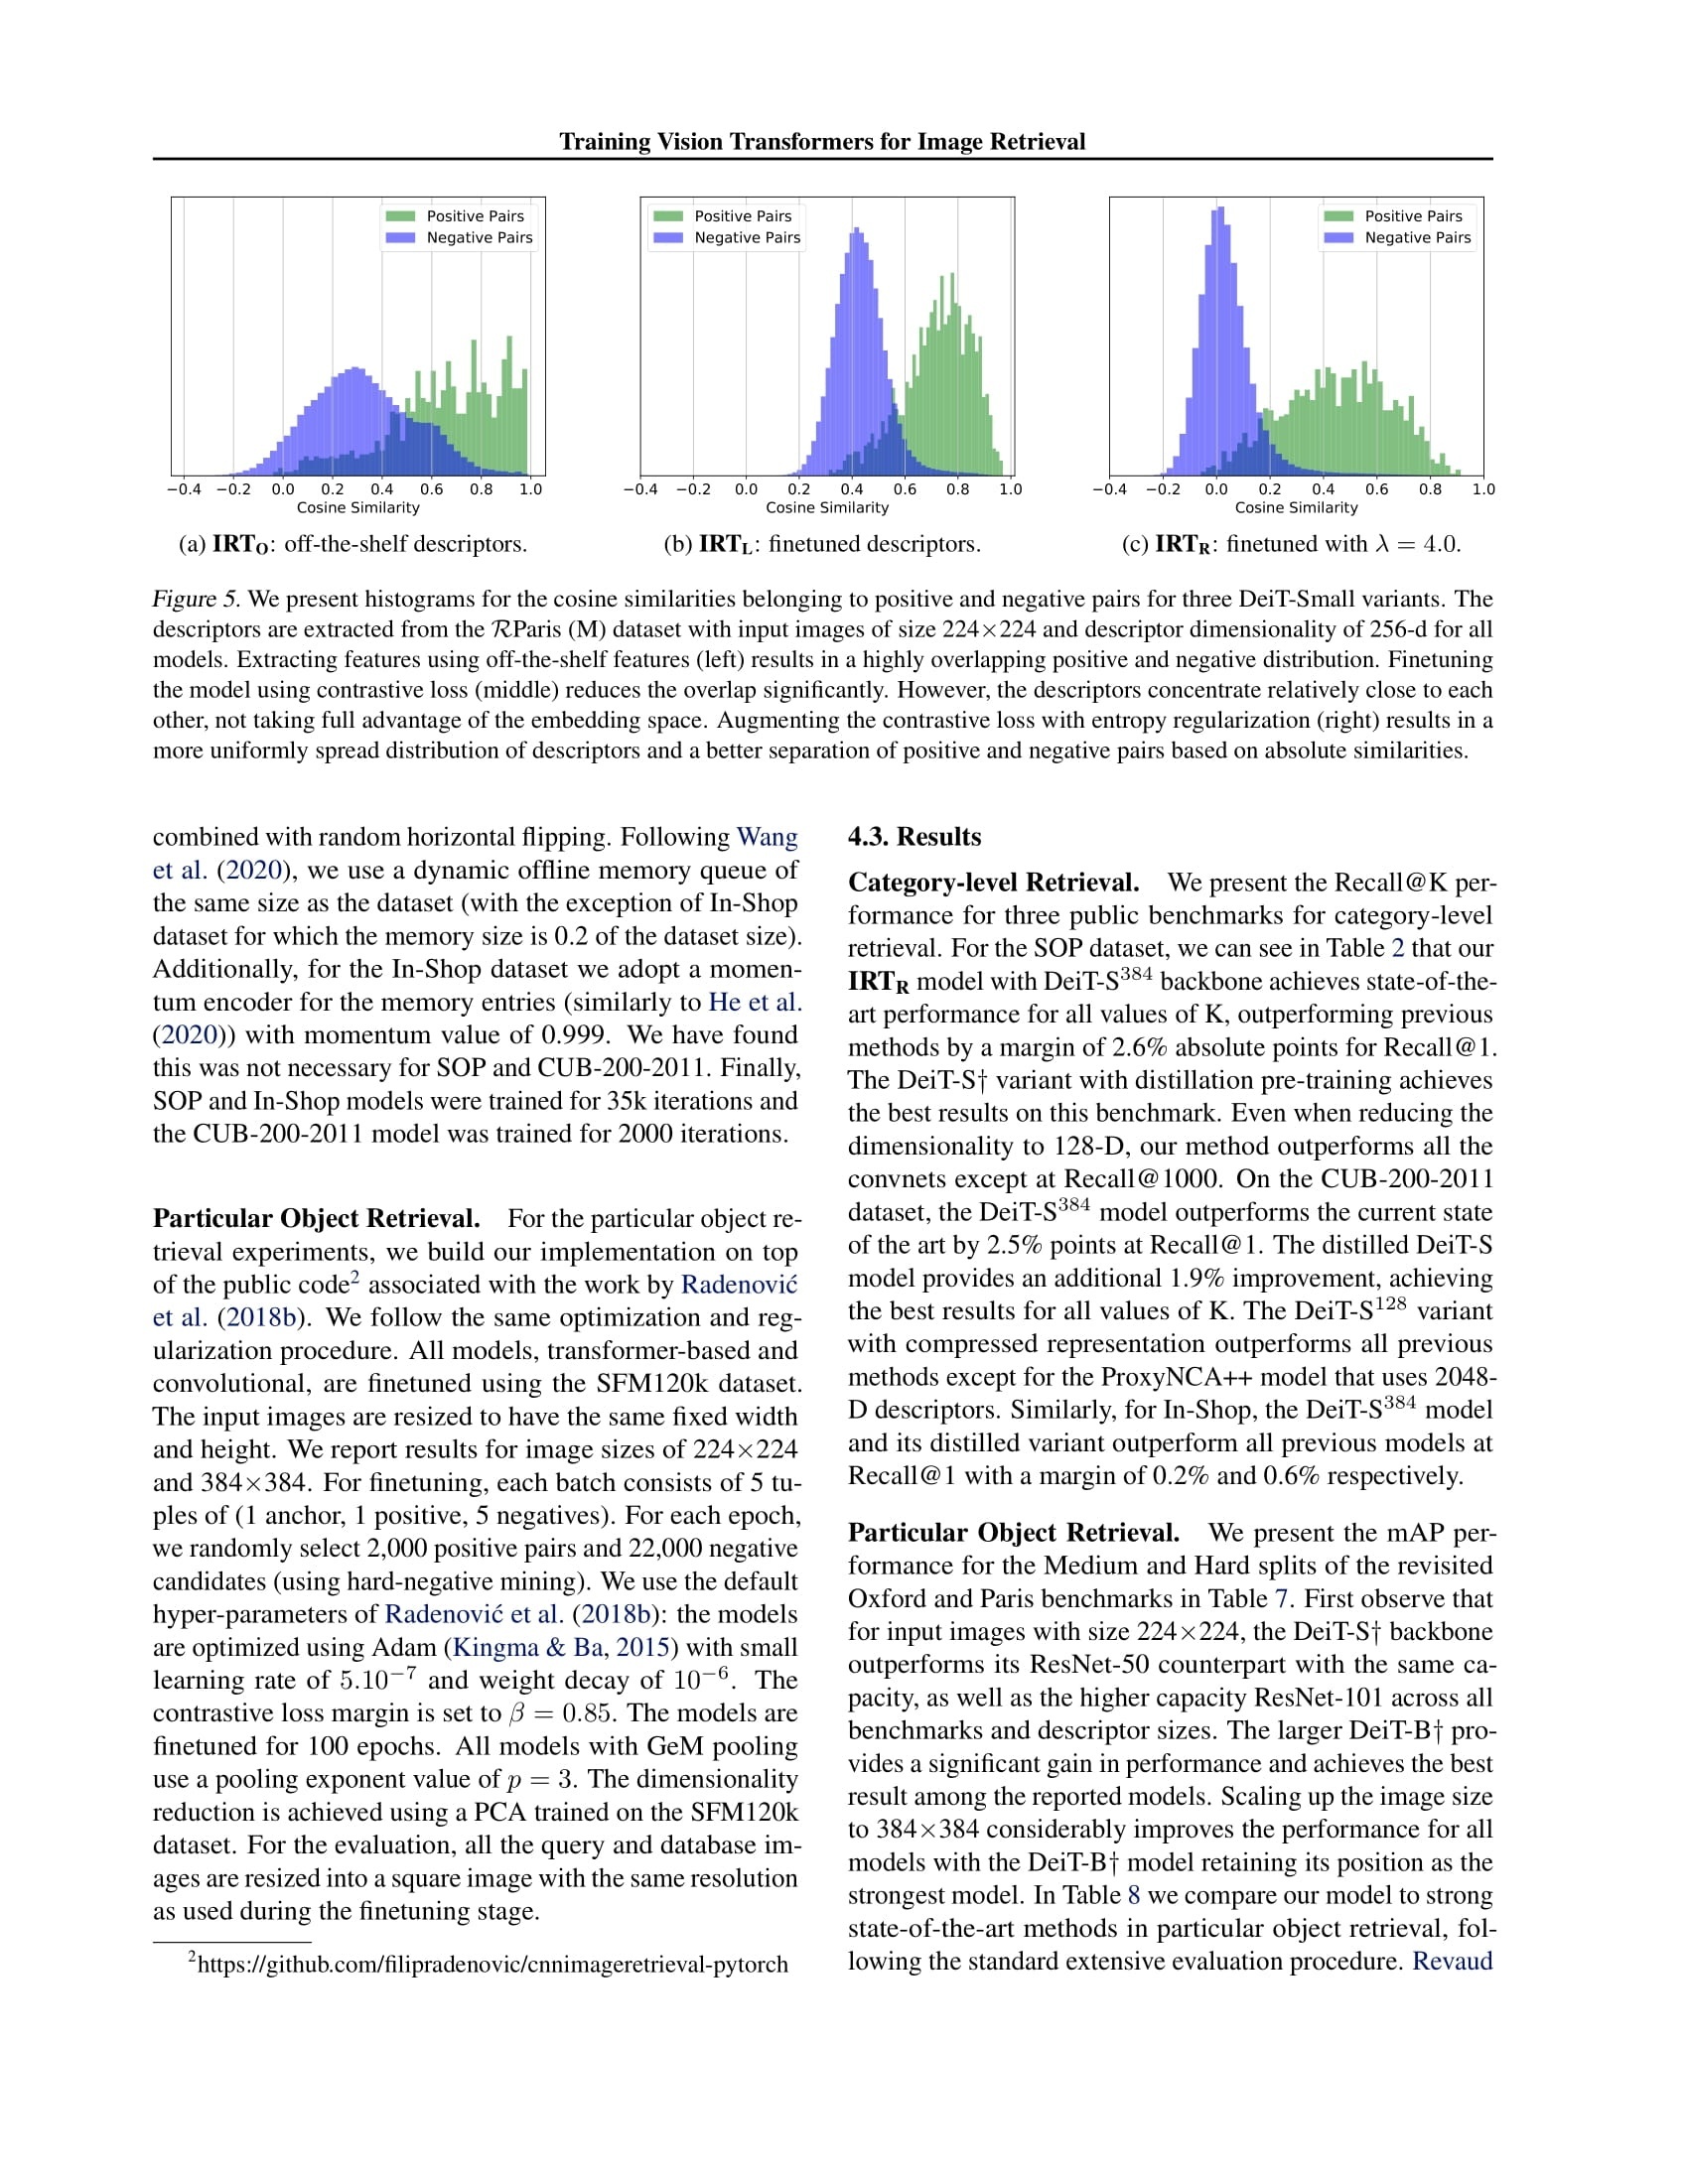 Training Vision Transformers for Image Retrieval
Positive Pairs
Negative Pairs
−0.4 −0.2 0.0 0.2 0.4 0.6 0.8 1.0
Cosine Similarity
(a) IRTO: off-the-shelf descriptors.
Positive Pairs
Negative Pairs
−0.4 −0.2 0.0 0.2 0.4 0.6 0.8 1.0
Cosine Similarity
(b) IRTL: finetuned descriptors.
Positive Pairs
Negative Pairs
−0.4 −0.2 0.0 0.2 0.4 0.6 0.8 1.0
Cosine Similarity
(c) IRTR: finetuned with λ = 4.0.
Figure 5. We present histograms for the cosine similarities belonging to positive and negative pairs for three DeiT-Small variants. The
descriptors are extracted from the RParis (M) dataset with input images of size 224×224 and descriptor dimensionality of 256-d for all
models. Extracting features using off-the-shelf features (left) results in a highly overlapping positive and negative distribution. Finetuning
the model using contrastive loss (middle) reduces the overlap significantly. However, the descriptors concentrate relatively close to each
other, not taking full advantage of the embedding space. Augmenting the contrastive loss with entropy regularization (right) results in a
more uniformly spread distribution of descriptors and a better separation of positive and negative pairs based on absolute similarities.
combined with random horizontal flipping. Following Wang
et al. (2020), we use a dynamic offline memory queue of
the same size as the dataset (with the exception of In-Shop
dataset for which the memory size is 0.2 of the dataset size).
Additionally, for the In-Shop dataset we adopt a momen-
tum encoder for the memory entries (similarly to He et al.
(2020)) with momentum value of 0.999. We have found
this was not necessary for SOP and CUB-200-2011. Finally,
SOP and In-Shop models were trained for 35k iterations and
the CUB-200-2011 model was trained for 2000 iterations.
Particular Object Retrieval. For the particular object re-
trieval experiments, we build our implementation on top
of the public code2 associated with the work by Radenović
et al. (2018b). We follow the same optimization and reg-
ularization procedure. All models, transformer-based and
convolutional, are finetuned using the SFM120k dataset.
The input images are resized to have the same fixed width
and height. We report results for image sizes of 224×224
and 384×384. For finetuning, each batch consists of 5 tu-
ples of (1 anchor, 1 positive, 5 negatives). For each epoch,
we randomly select 2,000 positive pairs and 22,000 negative
candidates (using hard-negative mining). We use the default
hyper-parameters of Radenović et al. (2018b): the models
are optimized using Adam (Kingma & Ba, 2015) with small
learning rate of 5.10−7 and weight decay of 10−6. The
contrastive loss margin is set to β = 0.85. The models are
finetuned for 100 epochs. All models with GeM pooling
use a pooling exponent value of p = 3. The dimensionality
reduction is achieved using a PCA trained on the SFM120k
dataset. For the evaluation, all the query and database im-
ages are resized into a square image with the same resolution
as used during the finetuning stage.
2https://github.com/filipradenovic/cnnimageretrieval-pytorch
4.3. Results
Category-level Retrieval. We present the Recall@K per-
formance for three public benchmarks for category-level
retrieval. For the SOP dataset, we can see in Table 2 that our
IRTR model with DeiT-S384 backbone achieves state-of-the-
art performance for all values of K, outperforming previous
methods by a margin of 2.6% absolute points for Recall@1.
The DeiT-S† variant with distillation pre-training achieves
the best results on this benchmark. Even when reducing the
dimensionality to 128-D, our method outperforms all the
convnets except at Recall@1000. On the CUB-200-2011
dataset, the DeiT-S384 model outperforms the current state
of the art by 2.5% points at Recall@1. The distilled DeiT-S
model provides an additional 1.9% improvement, achieving
the best results for all values of K. The DeiT-S128 variant
with compressed representation outperforms all previous
methods except for the ProxyNCA++ model that uses 2048-
D descriptors. Similarly, for In-Shop, the DeiT-S384 model
and its distilled variant outperform all previous models at
Recall@1 with a margin of 0.2% and 0.6% respectively.
Particular Object Retrieval. We present the mAP per-
formance for the Medium and Hard splits of the revisited
Oxford and Paris benchmarks in Table 7. First observe that
for input images with size 224×224, the DeiT-S† backbone
outperforms its ResNet-50 counterpart with the same ca-
pacity, as well as the higher capacity ResNet-101 across all
benchmarks and descriptor sizes. The larger DeiT-B† pro-
vides a significant gain in performance and achieves the best
result among the reported models. Scaling up the image size
to 384×384 considerably improves the performance for all
models with the DeiT-B† model retaining its position as the
strongest model. In Table 8 we compare our model to strong
state-of-the-art methods in particular object retrieval, fol-
lowing the standard extensive evaluation procedure. Revaud